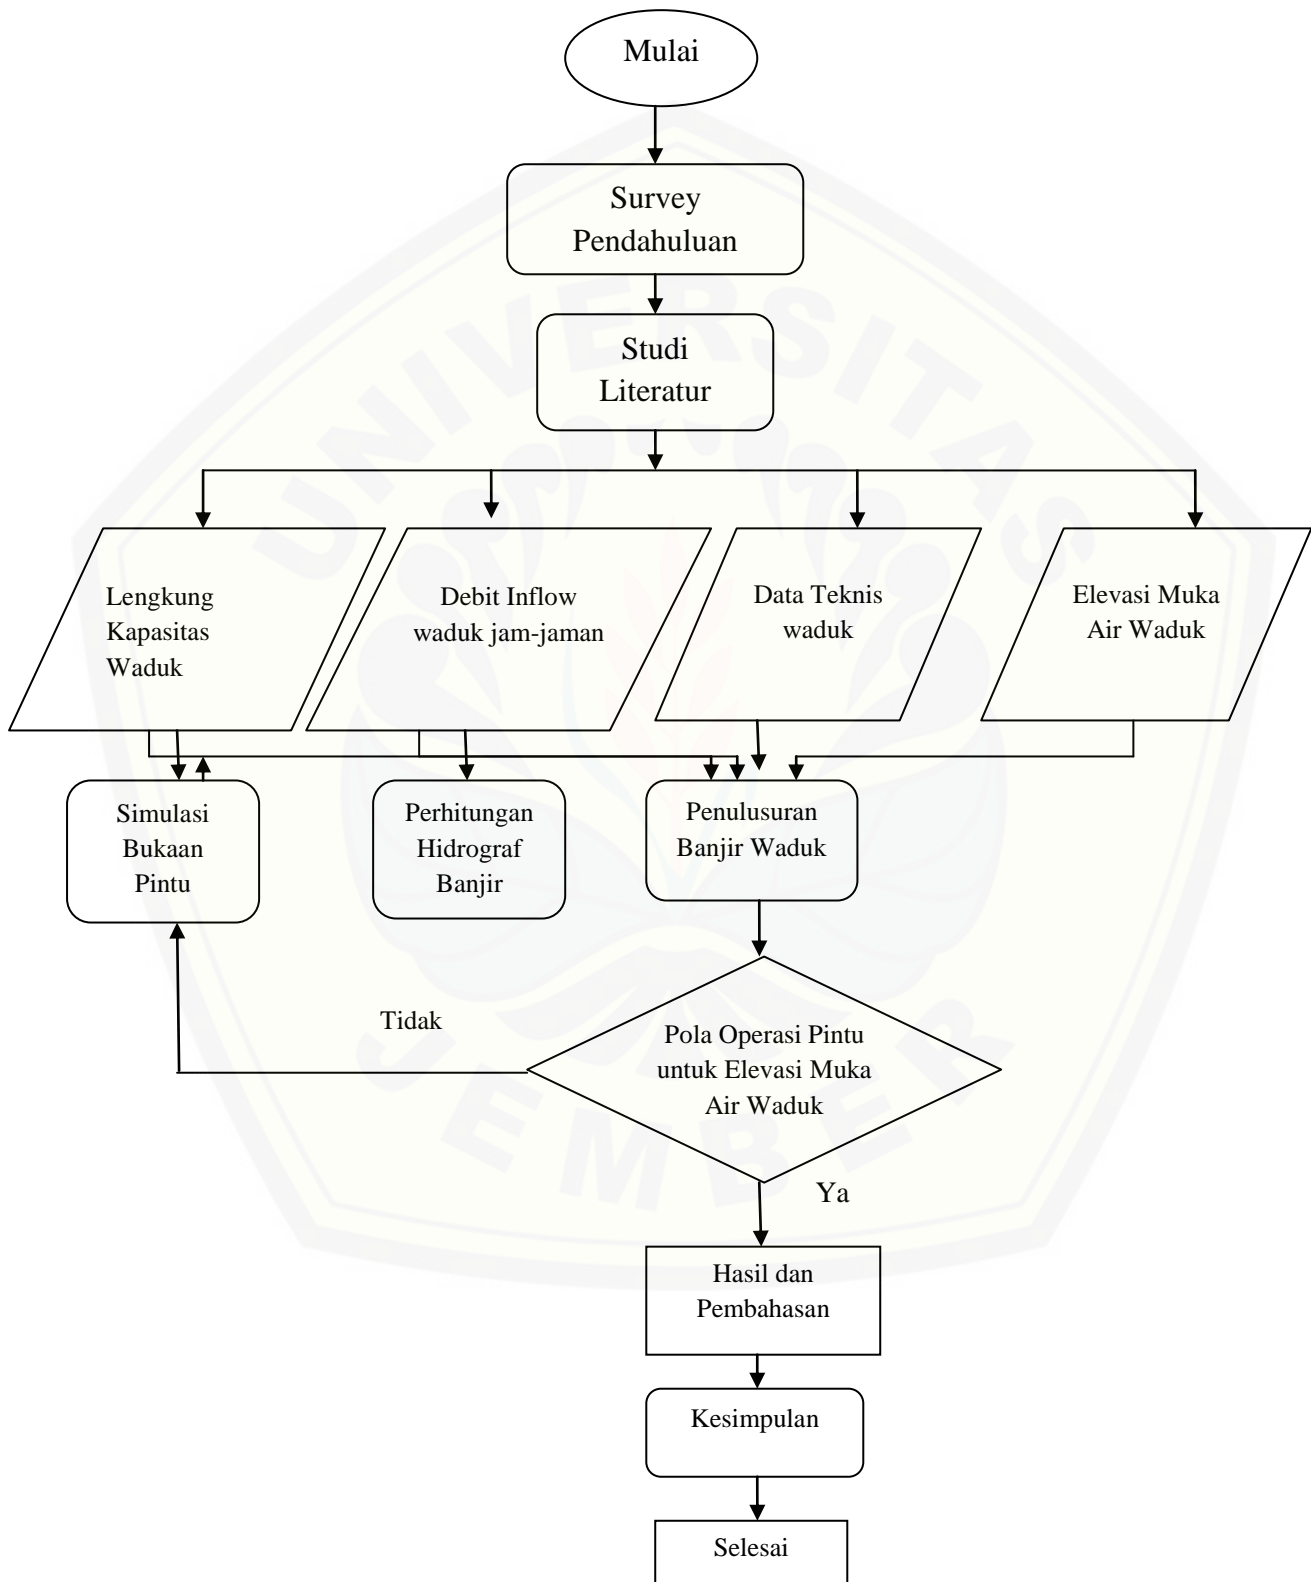 Mulai
Survey
Pendahuluan
Studi
Literatur
Lengkung
Kapasitas
Waduk
Debit Inflow
waduk jam-jaman
Data Teknis
waduk
Elevasi Muka
Air Waduk
Simulasi
Bukaan
Pintu
Perhitungan
Hidrograf
Banjir
Penulusuran
Banjir Waduk
Tidak
Pola Operasi Pintu
untuk Elevasi Muka
Air Waduk
Ya
Hasil dan
Pembahasan
Kesimpulan
Selesai
UNIVERSITAS
JEMBER